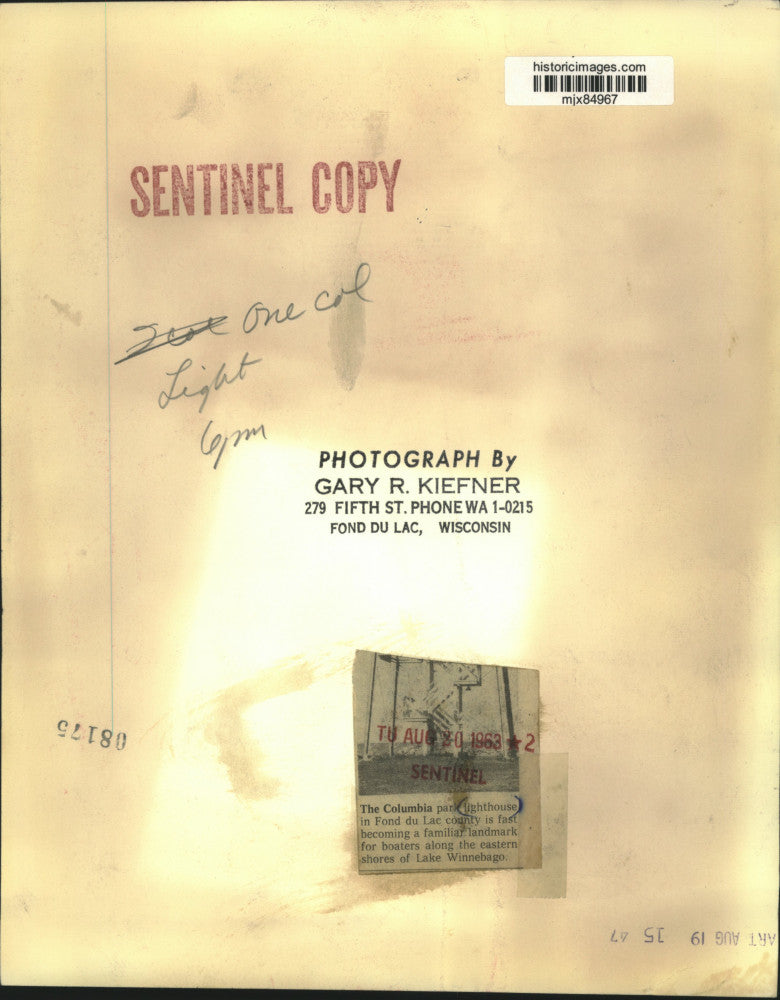 historicimages.com
mjx84967
SENTINEL COPY
One col
Light
6pm
PHOTOGRAPH By
GARY R. KIEFNER
279 FIFTH ST. PHONE WA 1-0215
FOND DU LAC, WISCONSIN
08175
TU AUG 20 1963 ★ 2
SENTINEL
The Columbia park lighthouse
in Fond du Lac county is fast
becoming a familiar landmark
for boaters along the eastern
shores of Lake Winnebago.
ART AUG 19 15 47